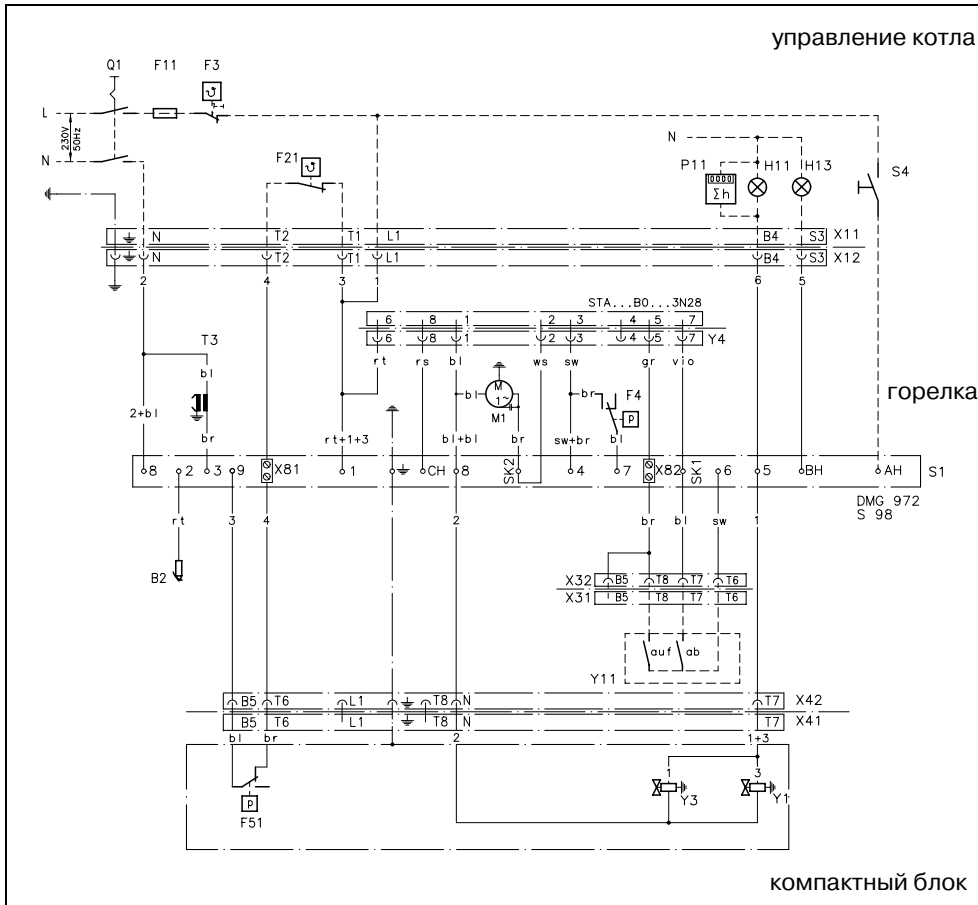 управление котла
Q1 F11 F3
L
230V
50Hz
N
F21
N
P11 H11 H13
0000
Σh
S4
N T2 T1 L1 B4 S3 X11
N T2 T1 L1 B4 S3 X12
2 4 3 1 6 5
STA...B0...3N28
6 8 1 2 3 4 5 7
6 8 1 2 3 4 5 7 Y4
rt rs bl ws sw gr vio
T3
bl
M
1~
M1
bl
br F4
P
горелка
2+bl
br
rt+1+3
bl+bl
br
sw+br
bl
8 2 3 9 X81 1 CH 8 SK2 4 7 X82 SK1 6 5 BH AH S1
DMG 972
S 98
rt 3 4 2 br bl sw 1
B2
X32 B5 T8 T7 T6
X31 B5 T8 T7 T6
auf ab
Y11
B5 T6 L1 T8 N T7 X42
B5 T6 L1 T8 N T7 X41
bl br 2 1+3
P
F51
1 3
Y3 Y1
компактный блок